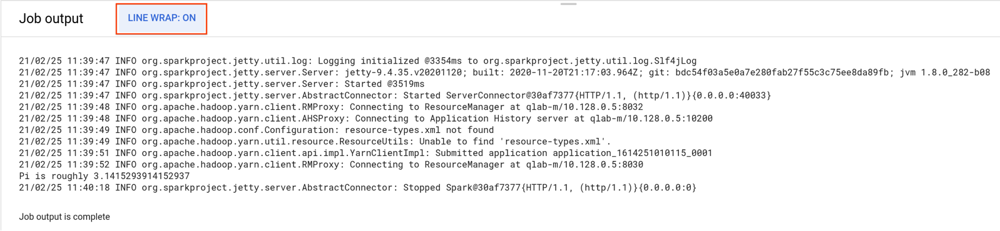 Job output LINE WRAP: ON
21/02/25 11:39:47 INFO org.sparkproject.jetty.util.log: Logging initialized @3354ms to org.sparkproject.jetty.util.log.Slf4jLog
21/02/25 11:39:47 INFO org.sparkproject.jetty.server.Server: jetty-9.4.35.v20201120; built: 2020-11-20T21:17:03.964Z; git: bdc54f03a5e0a7e280fab27f55c3c75ee8da89fb; jvm 1.8.0_282-b08
21/02/25 11:39:47 INFO org.sparkproject.jetty.server.Server: Started @3519ms
21/02/25 11:39:47 INFO org.sparkproject.jetty.server.AbstractConnector: Started ServerConnector@30af7377{HTTP/1.1, (http/1.1)}{0.0.0.0:40033}
21/02/25 11:39:48 INFO org.apache.hadoop.yarn.client.RMProxy: Connecting to ResourceManager at qlab-m/10.128.0.5:8032
21/02/25 11:39:48 INFO org.apache.hadoop.yarn.client.AHSProxy: Connecting to Application History server at qlab-m/10.128.0.5:10200
21/02/25 11:39:49 INFO org.apache.hadoop.conf.Configuration: resource-types.xml not found
21/02/25 11:39:49 INFO org.apache.hadoop.yarn.util.resource.ResourceUtils: Unable to find 'resource-types.xml'.
21/02/25 11:39:51 INFO org.apache.hadoop.yarn.client.api.impl.YarnClientImpl: Submitted application application_1614251010115_0001
21/02/25 11:39:52 INFO org.apache.hadoop.yarn.client.RMProxy: Connecting to ResourceManager at qlab-m/10.128.0.5:8030
Pi is roughly 3.1415293914152937
21/02/25 11:40:18 INFO org.sparkproject.jetty.server.AbstractConnector: Stopped Spark@30af7377{HTTP/1.1, (http/1.1)}{0.0.0.0:0}
Job output is complete